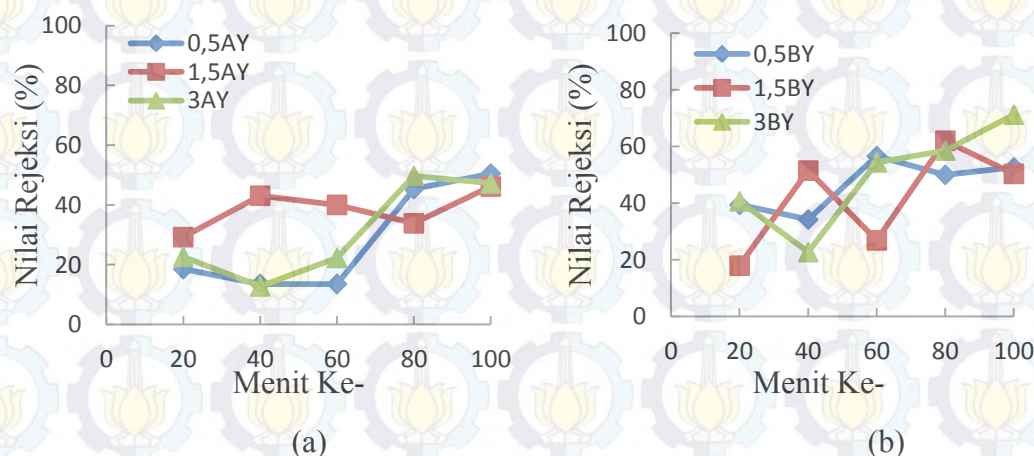 100
80
60
40
20
0
Nilai Rejeksi (%)
0,5AY
1,5AY
3AY
0 20 40 60 80 100
Menit Ke-
(a)
100
80
60
40
20
0
Nilai Rejeksi (%)
0,5BY
1,5BY
3BY
0 20 40 60 80 100
Menit Ke-
(b)